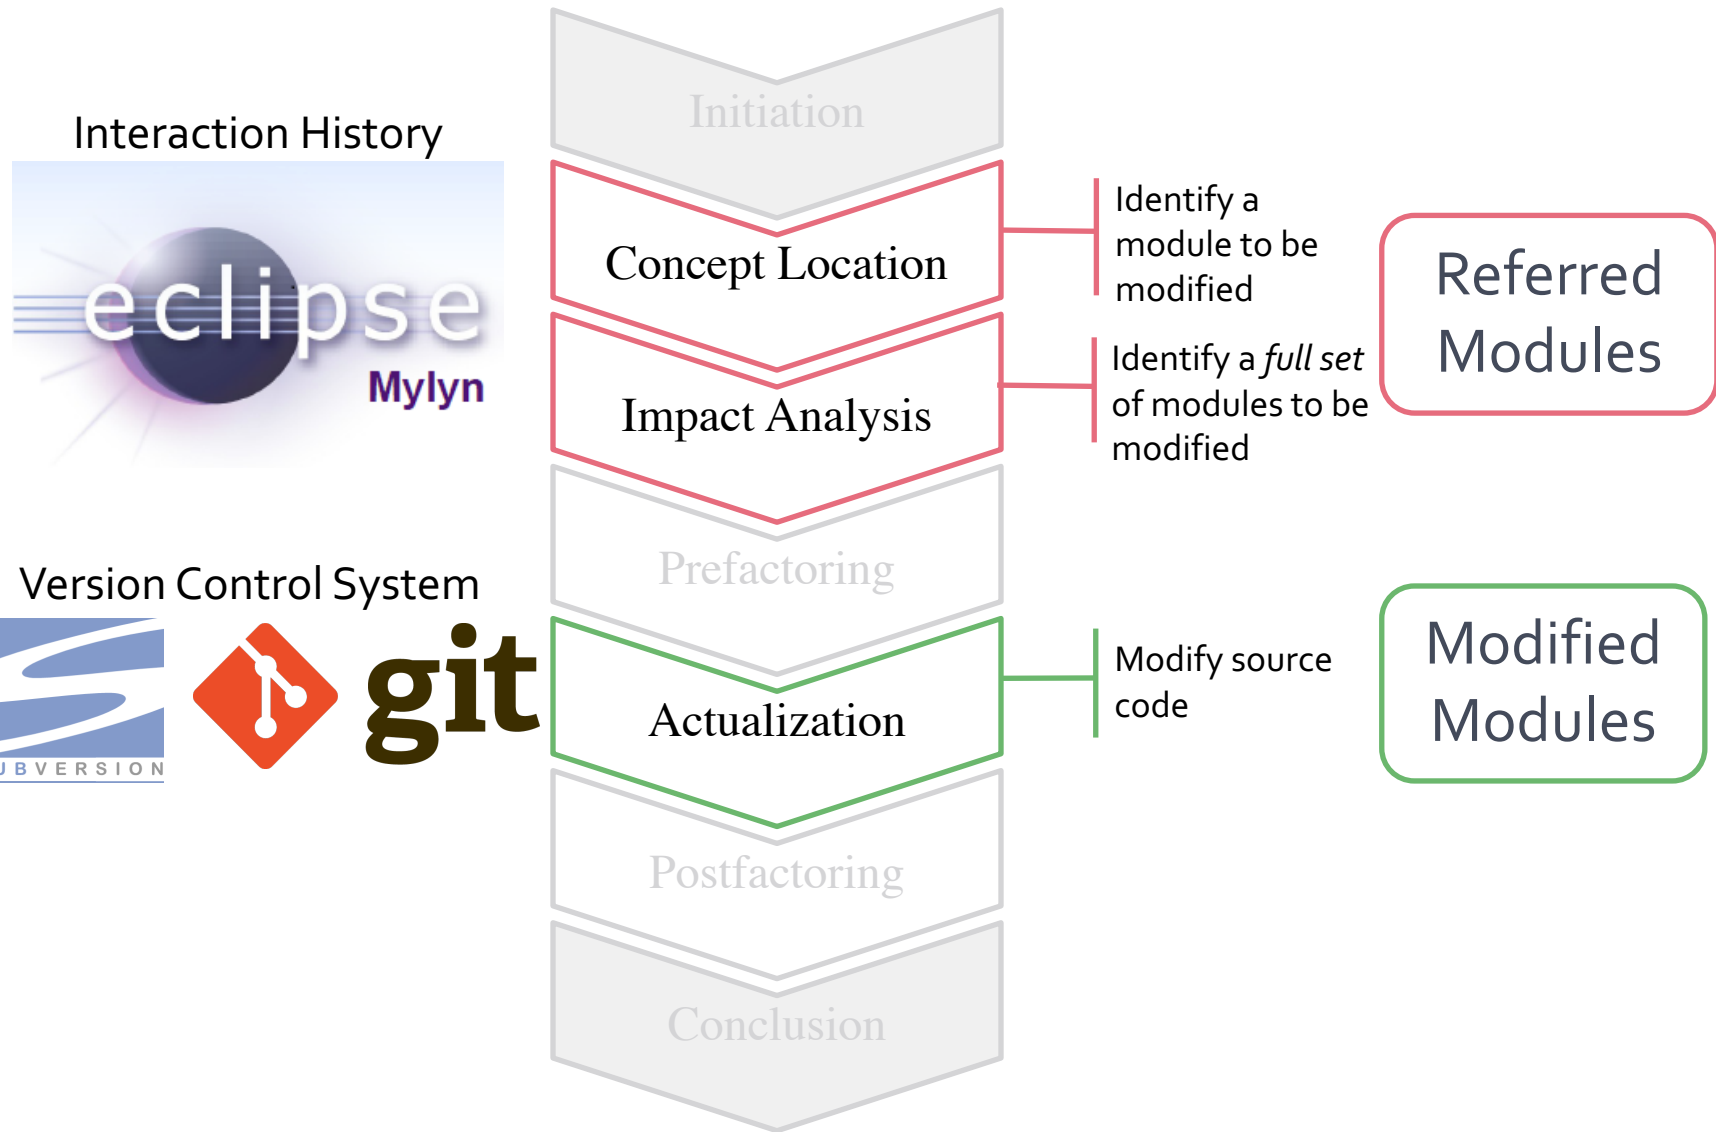 Initiation
Interaction History
eclipse
Mylyn
Concept Location
Identify a
module to be
modified
Referred
Modules
Impact Analysis
Identify a full set
of modules to be
modified
Prefactoring
Version Control System
UBVERSION
git
Actualization
Modify source
code
Modified
Modules
Postfactoring
Conclusion